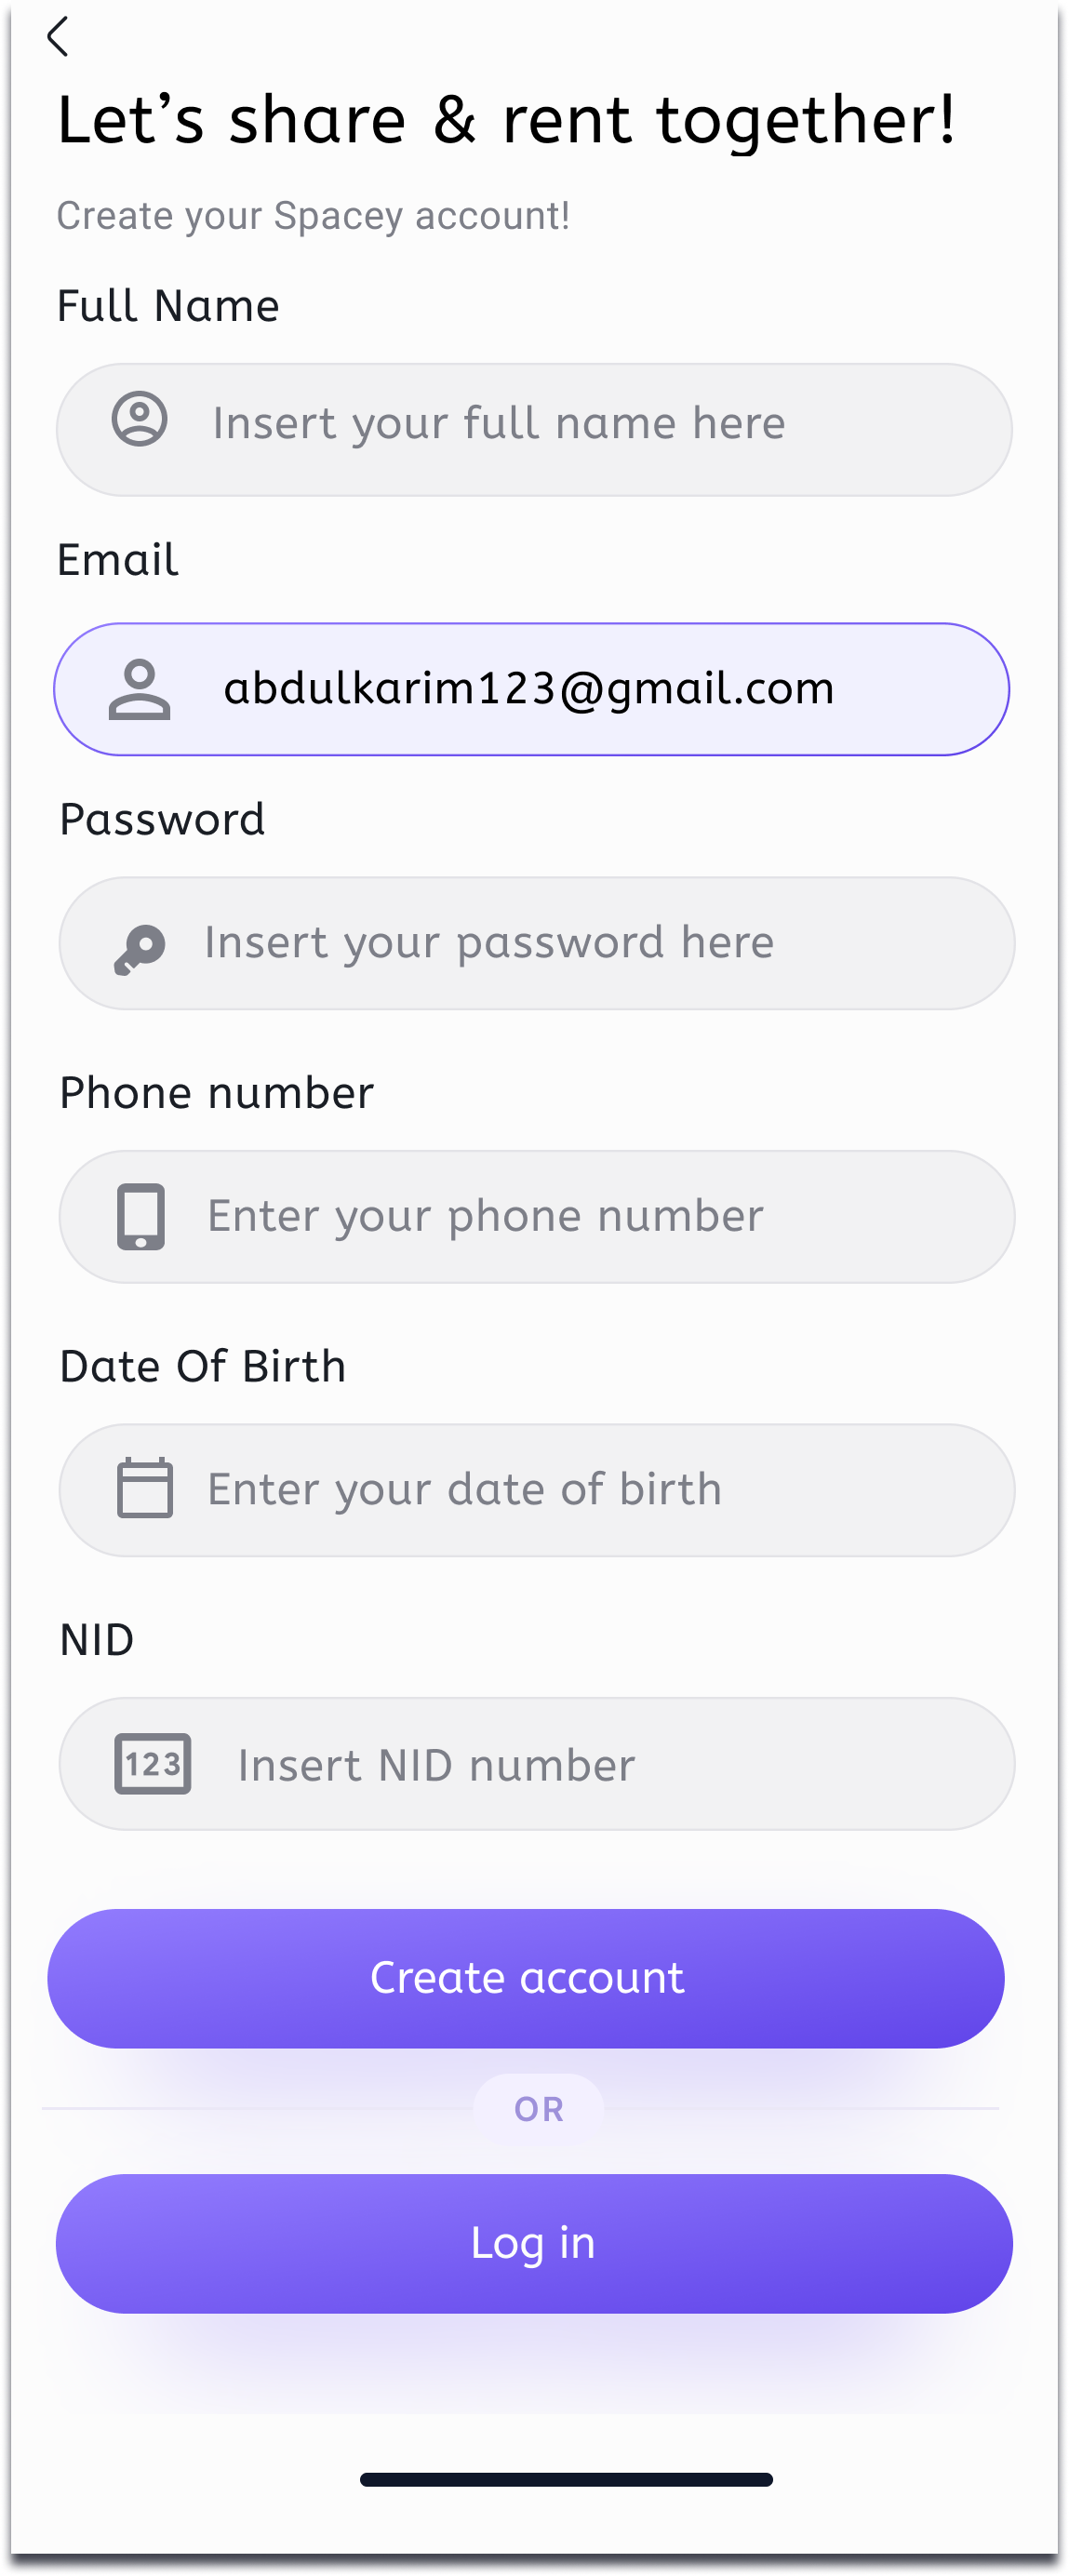 Let’s share & rent together!
Create your Spacey account!
Full Name
Insert your full name here
Email
abdulkarim123@gmail.com
Password
Insert your password here
Phone number
Enter your phone number
Date Of Birth
Enter your date of birth
NID
123
Insert NID number
Create account
OR
Log in